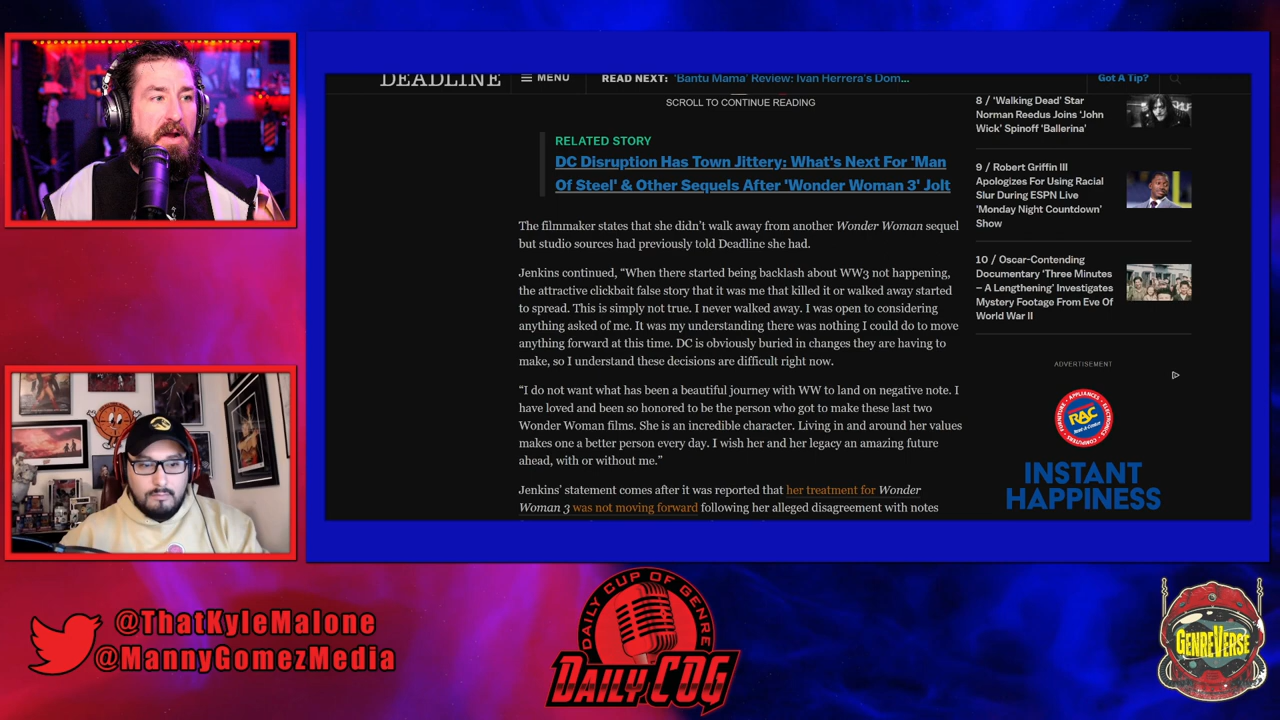 DEADLINE
MENU
READ NEXT: 'Bantu Mama' Review: Ivan Herrera's Dom...
Got A Tip?
SCROLL TO CONTINUE READING
RELATED STORY
DC Disruption Has Town Jittery: What's Next For 'Man
Of Steel' & Other Sequels After 'Wonder Woman 3' Jolt
The filmmaker states that she didn't walk away from another Wonder Woman sequel
but studio sources had previously told Deadline she had.
Jenkins continued, “When there started being backlash about WW3 not happening,
the attractive clickbait false story that it was me that killed it or walked away started
to spread. This is simply not true. I never walked away. I was open to considering
anything asked of me. It was my understanding there was nothing I could do to move
anything forward at this time. DC is obviously buried in changes they are having to
make, so I understand these decisions are difficult right now.
“I do not want what has been a beautiful journey with WW to land on negative note. I
have loved and been so honored to be the person who got to make these last two
Wonder Woman films. She is an incredible character. Living in and around her values
makes one a better person every day. I wish her and her legacy an amazing future
ahead, with or without me.”
Jenkins’ statement comes after it was reported that her treatment for Wonder
Woman 3 was not moving forward following her alleged disagreement with notes
8 / ‘Walking Dead’ Star
Norman Reedus Joins ‘John
Wick’ Spinoff ‘Ballerina’
9 / Robert Griffin III
Apologizes For Using Racial
Slur During ESPN Live
‘Monday Night Countdown’
Show
10 / Oscar-Contending
Documentary ‘Three Minutes
– A Lengthening’ Investigates
Mystery Footage From Eve Of
World War II
ADVERTISEMENT
FURNITURE • APPLIANCES • ELECTRONICS • COMPUTERS
RAC
Rent-A-Center
INSTANT
HAPPINESS
@ThatKyleMalone
@MannyGomezMedia
DAILY CUP OF GENRE
DAILY COG
GENREVERSE